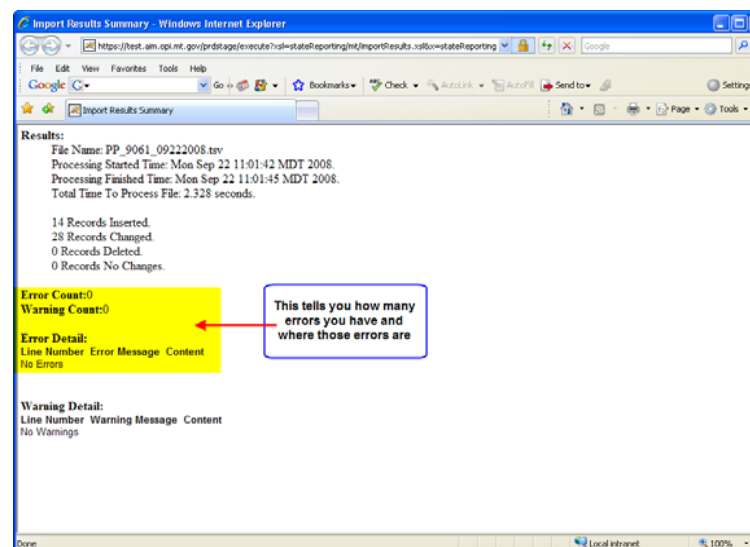 Import Results Summary - Windows Internet Explorer
https://test.aim.opi.mt.gov/prdstage/execute?xsl=stateReporting/mt/importResults.xsl&x=stateReporting
Google
File Edit View Favorites Tools Help
Google G Go Bookmarks Check AutoLink AutoFill Send to Settings
Import Results Summary Page Tools
Results:
File Name: PP_9061_09222008.tsv
Processing Started Time: Mon Sep 22 11:01:42 MDT 2008.
Processing Finished Time: Mon Sep 22 11:01:45 MDT 2008.
Total Time To Process File: 2.328 seconds.
14 Records Inserted.
28 Records Changed.
0 Records Deleted.
0 Records No Changes.
Error Count:0
Warning Count:0
Error Detail:
Line Number Error Message Content
No Errors
This tells you how many
errors you have and
where those errors are
Warning Detail:
Line Number Warning Message Content
No Warnings
Done Local intranet 100%